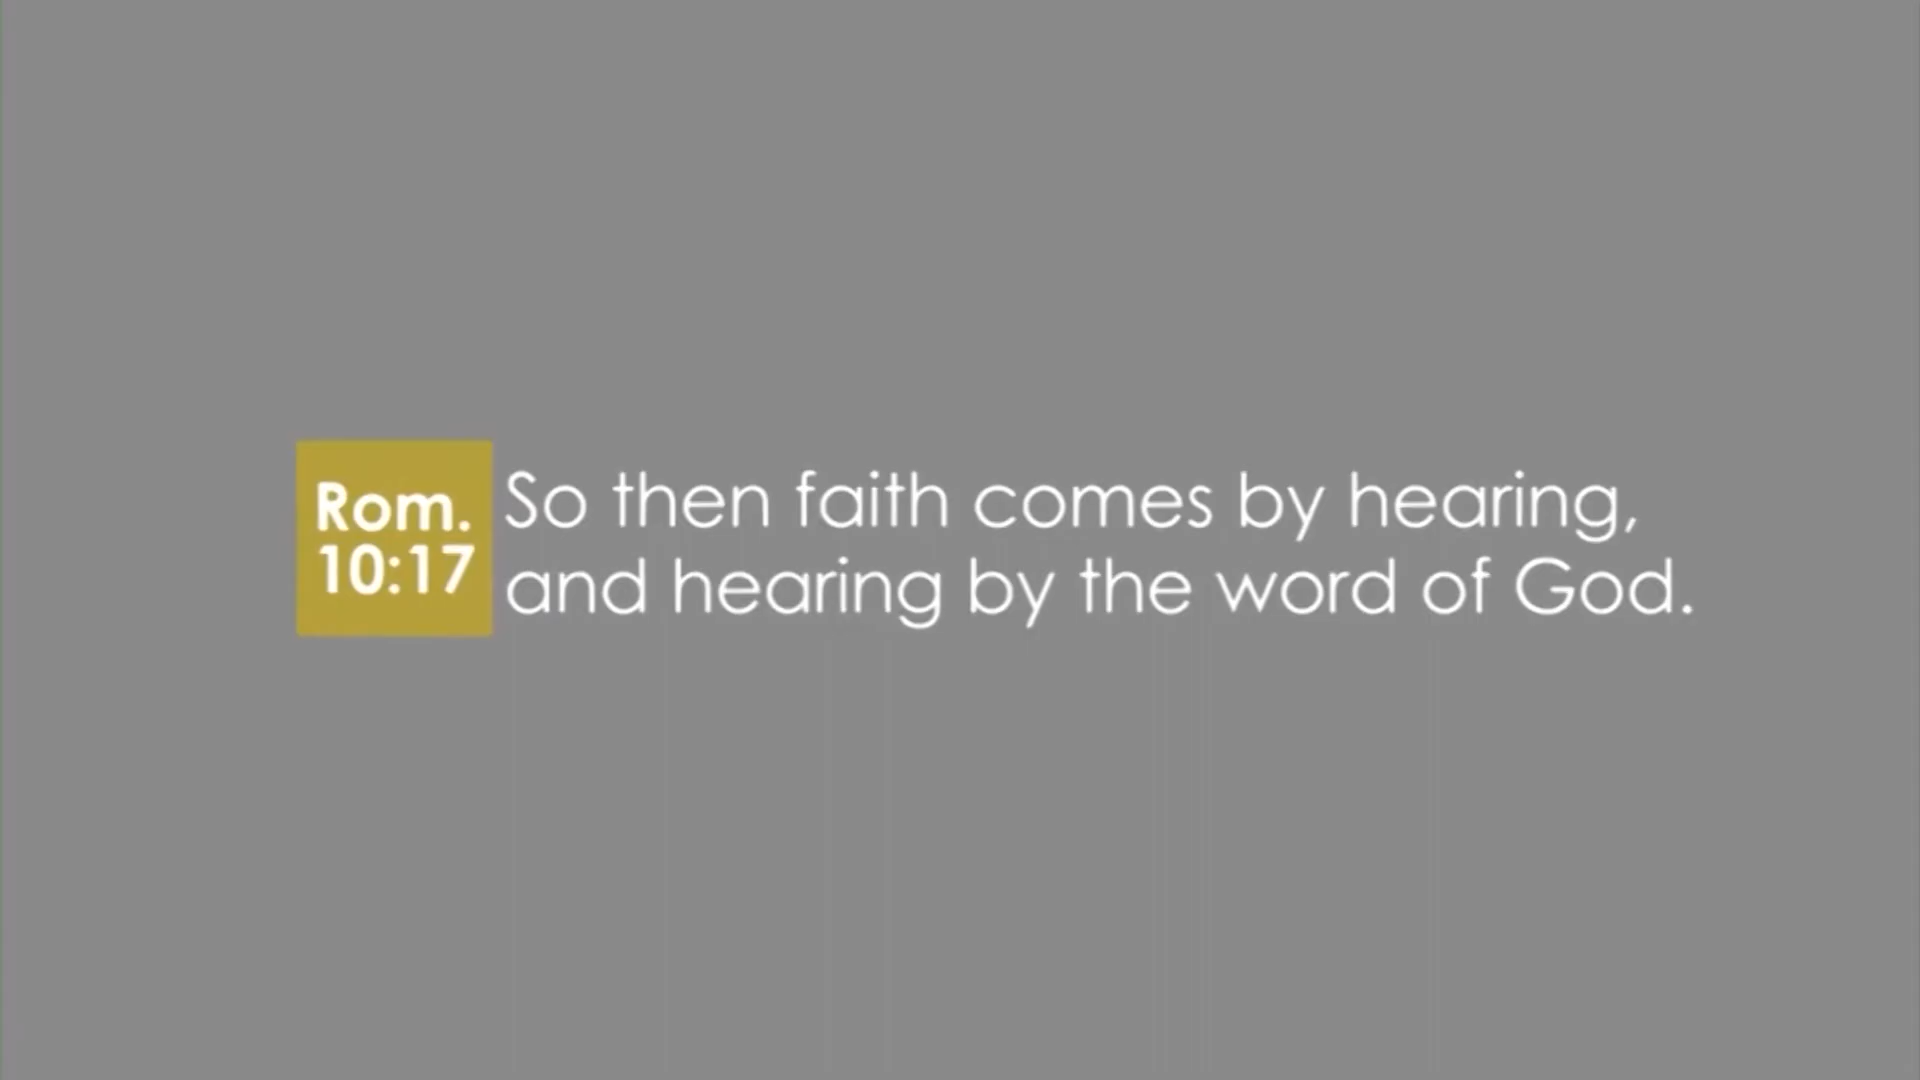 Rom.
10:17
So then faith comes by hearing,
and hearing by the word of God.